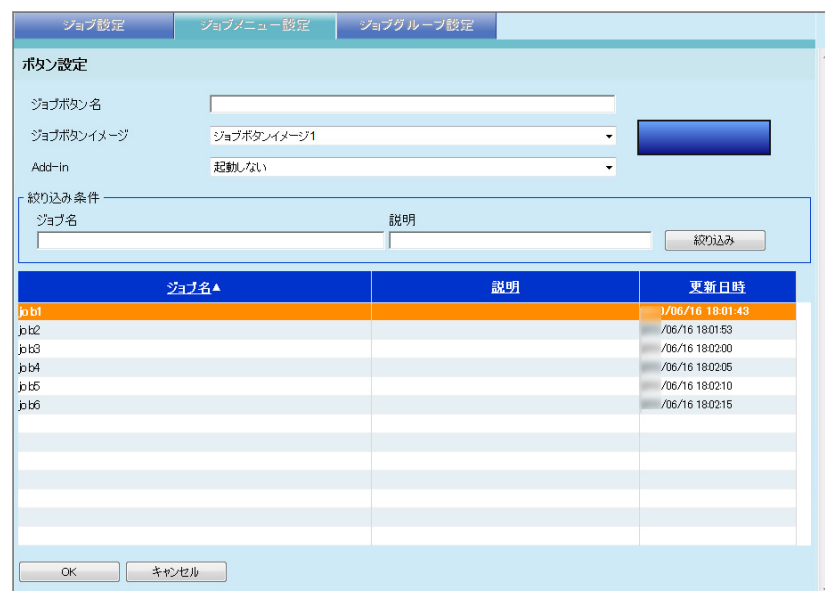 ジョブ設定 ジョブメニュー設定 ジョブグループ設定
ボタン設定
ジョブボタン名
ジョブボタンイメージ ジョブボタンイメージ1
Add-in 起動しない
絞り込み条件
ジョブ名 説明
絞り込み
ジョブ名▲ 説明 更新日時
job1 /06/16 18:01:43
job2 /06/16 18:01:53
job3 /06/16 18:02:00
job4 /06/16 18:02:05
job5 /06/16 18:02:10
job6 /06/16 18:02:15
OK キャンセル